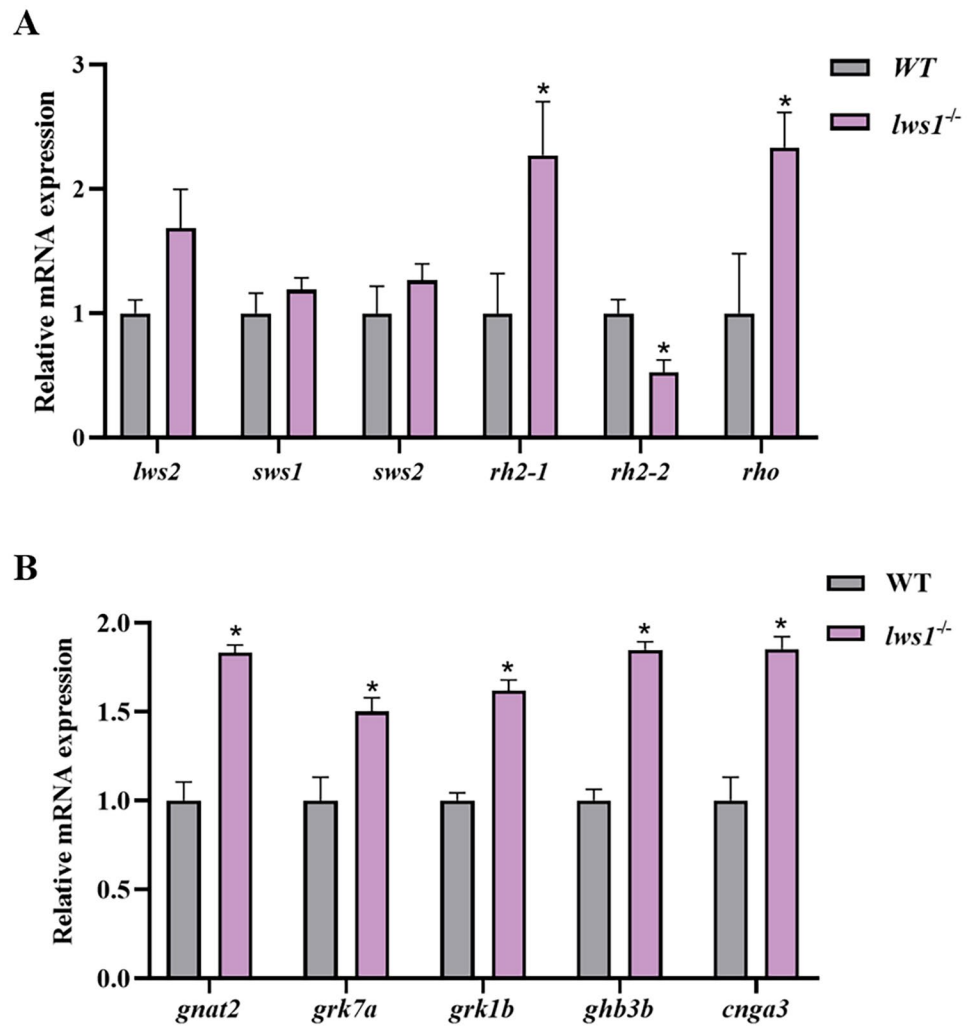 A
Relative mRNA expression
3
2
1
0
WT
lws1-/-
* * *
lws2 sws1 sws2 rh2-1 rh2-2 rho
B
Relative mRNA expression
2.0
1.5
1.0
0.5
0.0
WT
lws1-/-
* * * * *
gnat2 grk7a grk1b ghb3b cnga3